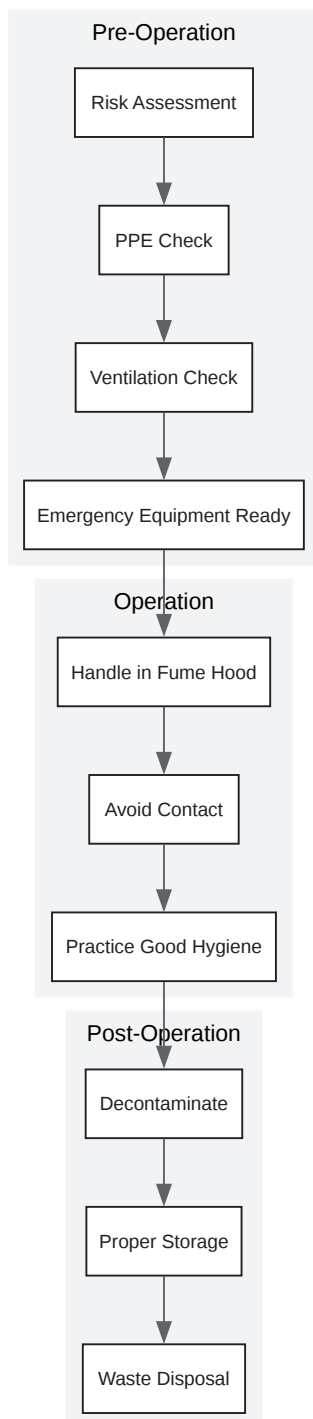 Pre-Operation
Risk Assessment
PPE Check
Ventilation Check
Emergency Equipment Ready
Operation
Handle in Fume Hood
Avoid Contact
Practice Good Hygiene
Post-Operation
Decontaminate
Proper Storage
Waste Disposal